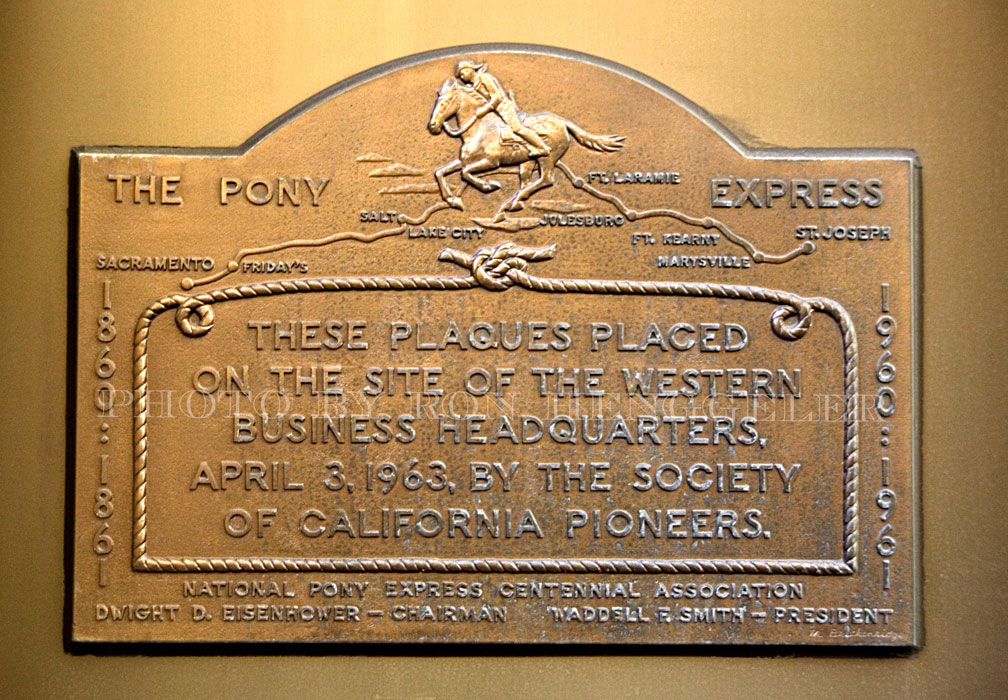 THE PONY EXPRESS
FT. LARAMIE
SALT
LAKE CITY
JULESBURG
FT. KEARNY
ST. JOSEPH
MARYSVILLE
SACRAMENTO
FRIDAY'S
1860:1861
1960:1961
THESE PLAQUES PLACED
ON THE SITE OF THE WESTERN
BUSINESS HEADQUARTERS,
APRIL 3, 1963, BY THE SOCIETY
OF CALIFORNIA PIONEERS.
NATIONAL PONY EXPRESS CENTENNIAL ASSOCIATION
DWIGHT D. EISENHOWER – CHAIRMAN WADDELL F. SMITH – PRESIDENT
PHOTO BY RON HENGGELER